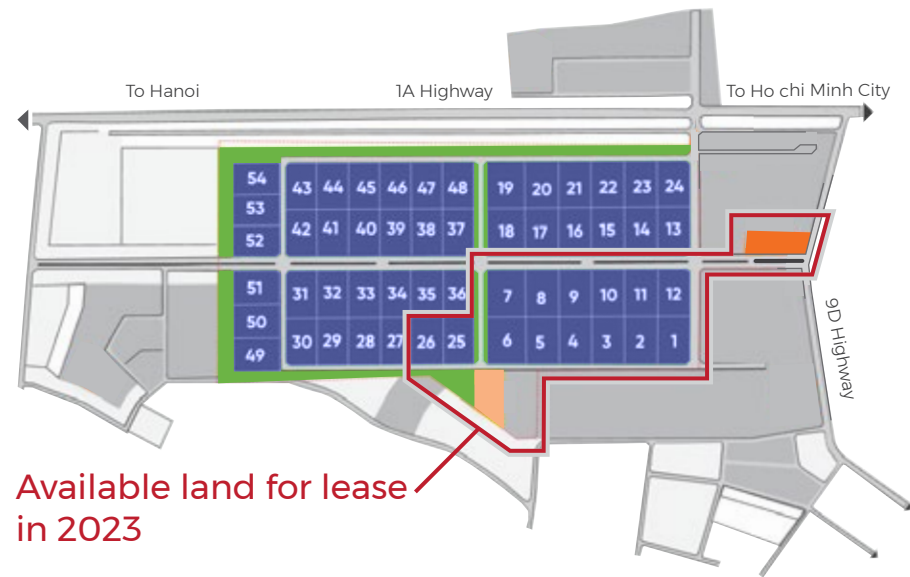 To Hanoi
1A Highway
To Ho chi Minh City
54
53
52
43 44 45 46 47 48
42 41 40 39 38 37
19 20 21 22 23 24
18 17 16 15 14 13
51
50
49
31 32 33 34 35 36
30 29 28 27 26 25
7 8 9 10 11 12
6 5 4 3 2 1
9D Highway
Available land for lease
in 2023